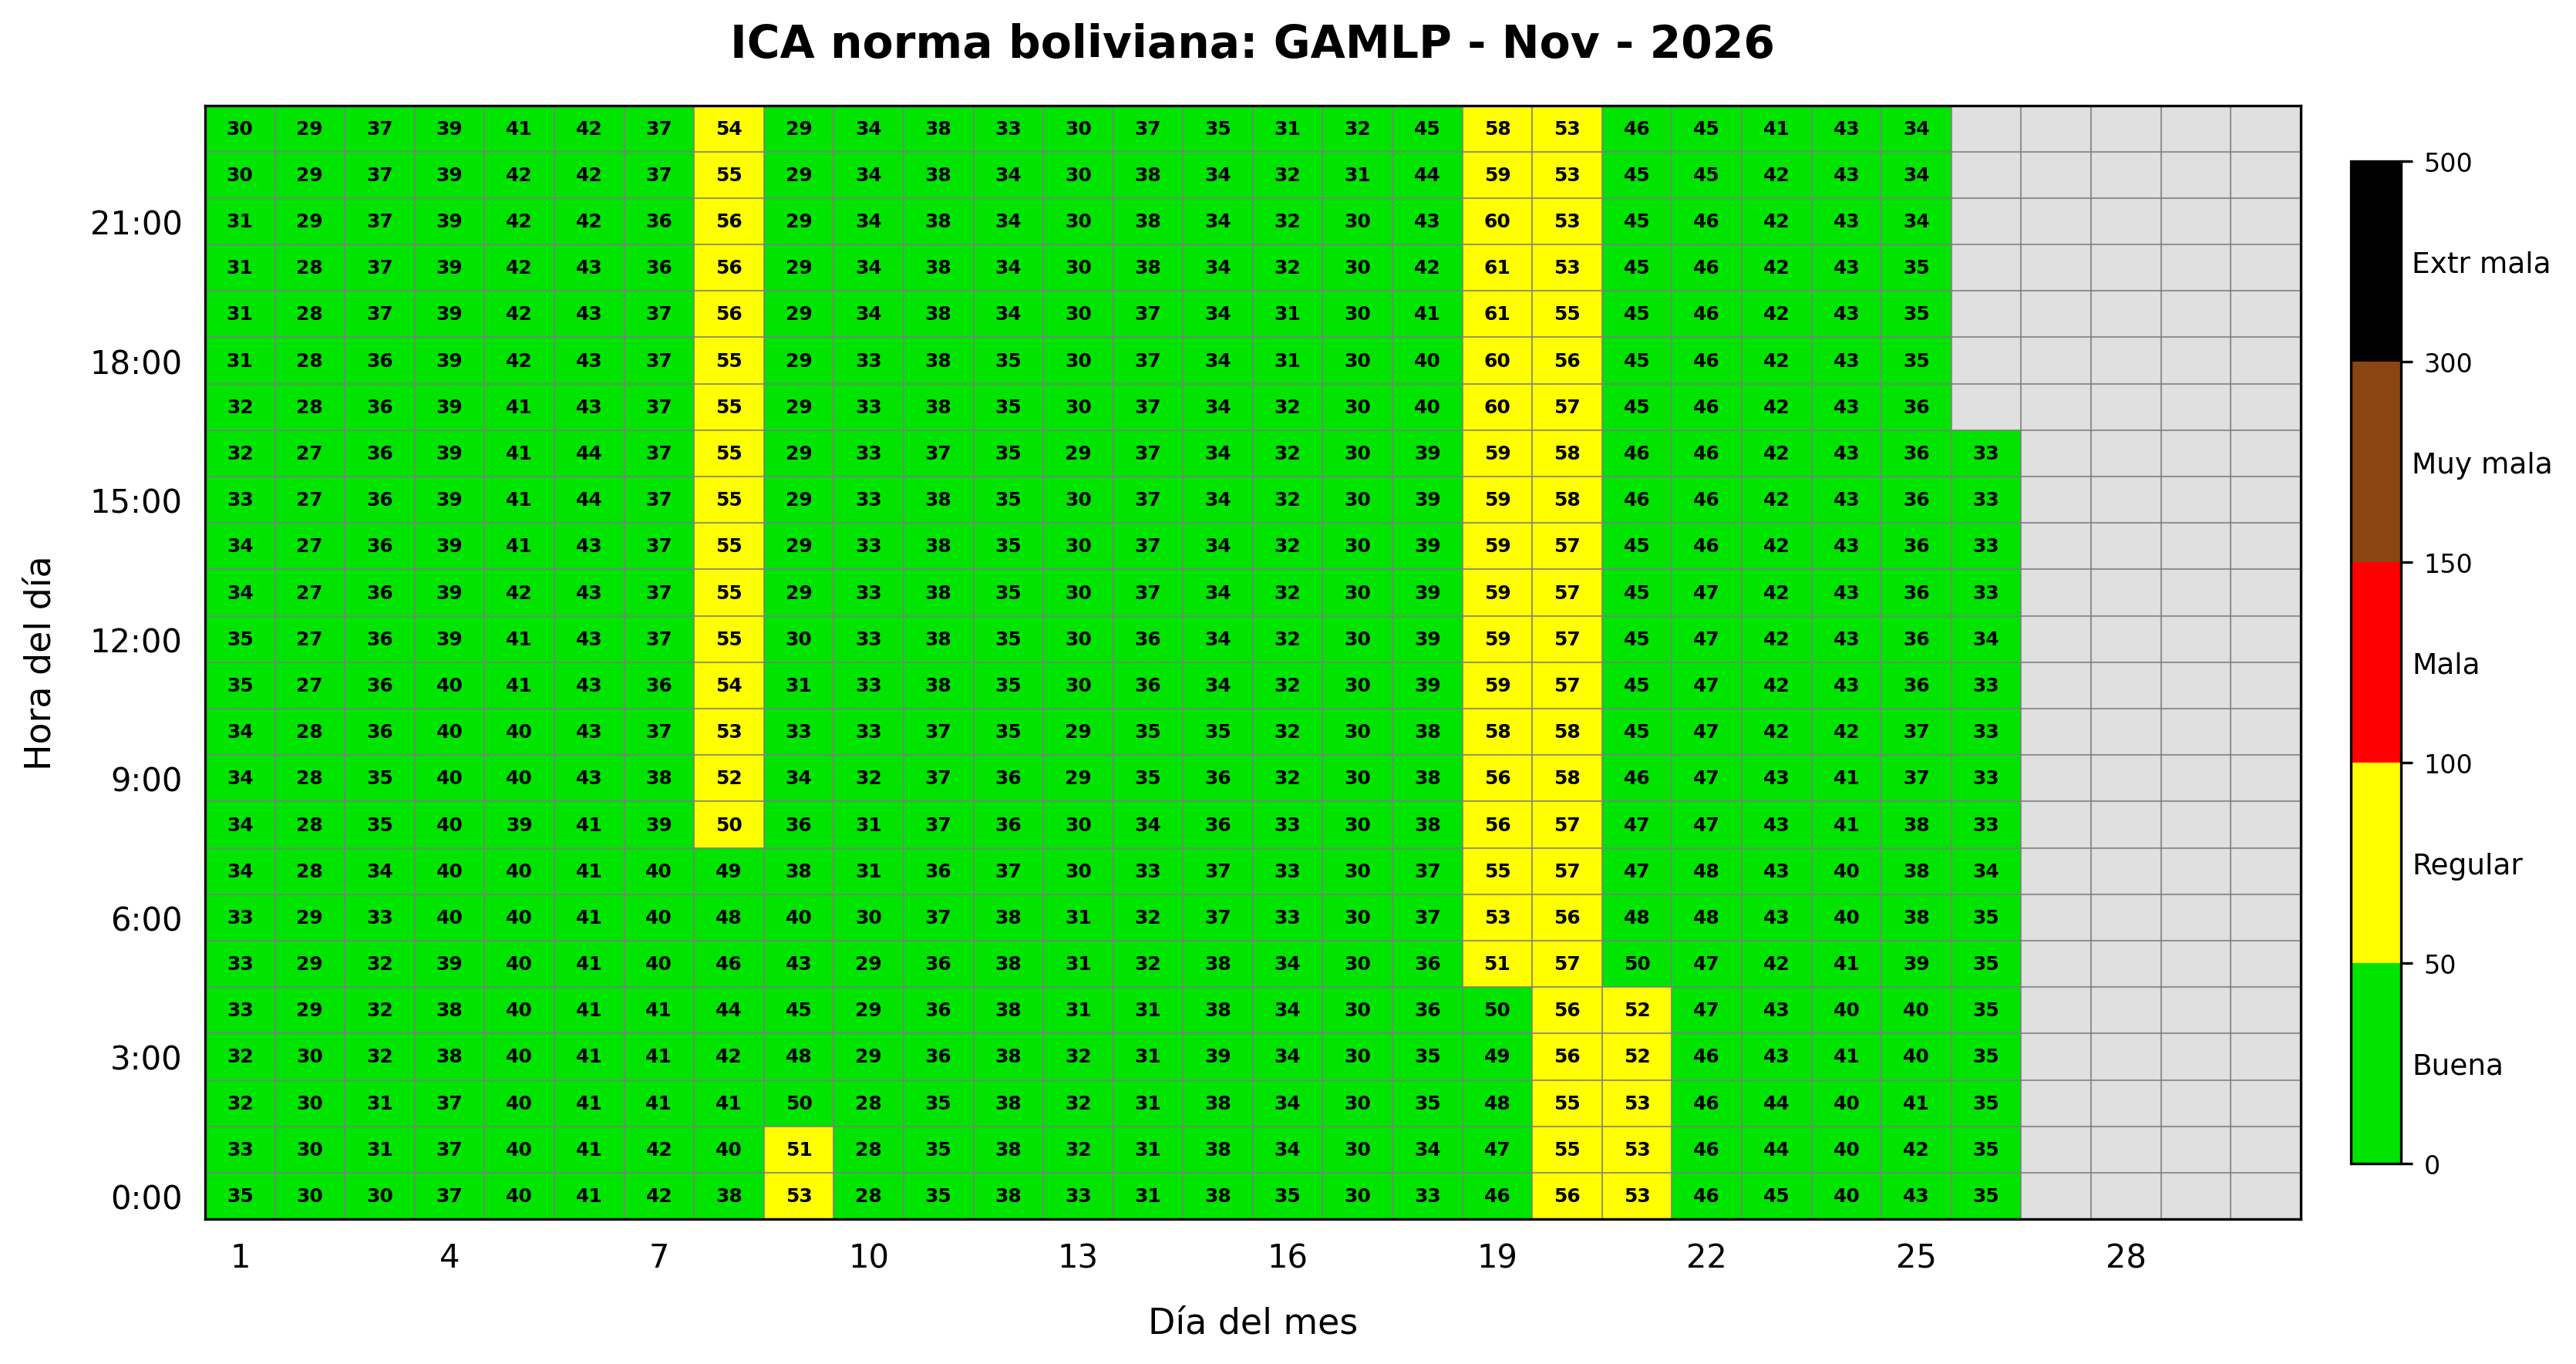 ICA norma boliviana: GAMLP - Nov - 2026
30 29 37 39 41 42 37 54 29 34 38 33 30 37 35 31 32 45 58 53 46 45 41 43 34
30 29 37 39 42 42 37 55 29 34 38 34 30 38 34 32 31 44 59 53 45 45 42 43 34
21:00 31 29 37 39 42 42 36 56 29 34 38 34 30 38 34 32 30 43 60 53 45 46 42 43 34
31 28 37 39 42 43 36 56 29 34 38 34 30 38 34 32 30 42 61 53 45 46 42 43 35
31 28 37 39 42 43 37 56 29 34 38 34 30 37 34 31 30 41 61 55 45 46 42 43 35
18:00 31 28 36 39 42 43 37 55 29 33 38 35 30 37 34 31 30 40 60 56 45 46 42 43 35
32 28 36 39 41 43 37 55 29 33 38 35 30 37 34 32 30 40 60 57 45 46 42 43 36
32 27 36 39 41 44 37 55 29 33 37 35 29 37 34 32 30 39 59 58 46 46 42 43 36 33
15:00 33 27 36 39 41 44 37 55 29 33 38 35 30 37 34 32 30 39 59 58 46 46 42 43 36 33
34 27 36 39 41 43 37 55 29 33 38 35 30 37 34 32 30 39 59 57 45 46 42 43 36 33
34 27 36 39 42 43 37 55 29 33 38 35 30 37 34 32 30 39 59 57 45 47 42 43 36 33
12:00 35 27 36 39 41 43 37 55 30 33 38 35 30 36 34 32 30 39 59 57 45 47 42 43 36 34
35 27 36 40 41 43 36 54 31 33 38 35 30 36 34 32 30 39 59 57 45 47 42 43 36 33
34 28 36 40 40 43 37 53 33 33 37 35 29 35 35 32 30 38 58 58 45 47 42 42 37 33
9:00 34 28 35 40 40 43 38 52 34 32 37 36 29 35 36 32 30 38 56 58 46 47 43 41 37 33
34 28 35 40 39 41 39 50 36 31 37 36 30 34 36 33 30 38 56 57 47 47 43 41 38 33
34 28 34 40 40 41 40 49 38 31 36 37 30 33 37 33 30 37 55 57 47 48 43 40 38 34
6:00 33 29 33 40 40 41 40 48 40 30 37 38 31 32 37 33 30 37 53 56 48 48 43 40 38 35
33 29 32 39 40 41 40 46 43 29 36 38 31 32 38 34 30 36 51 57 50 47 42 41 39 35
33 29 32 38 40 41 41 44 45 29 36 38 31 31 38 34 30 36 50 56 52 47 43 40 40 35
3:00 32 30 32 38 40 41 41 42 48 29 36 38 32 31 39 34 30 35 49 56 52 46 43 41 40 35
32 30 31 37 40 41 41 41 50 28 35 38 32 31 38 34 30 35 48 55 53 46 44 40 41 35
33 30 31 37 40 41 42 40 51 28 35 38 32 31 38 34 30 34 47 55 53 46 44 40 42 35
0:00 35 30 30 37 40 41 42 38 53 28 35 38 33 31 38 35 30 33 46 56 53 46 45 40 43 35
1 4 7 10 13 16 19 22 25 28
Día del mes
Hora del día
500
Extr mala
300
Muy mala
150
Mala
100
Regular
50
Buena
0